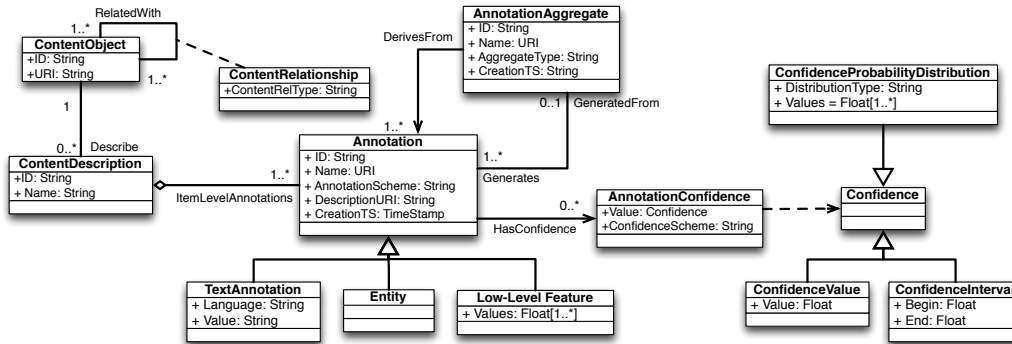 RelatedWith
1..*
ContentObject
+ID: String
+URI: String
1..*
ContentRelationship
+ContentRelType: String
AnnotationAggregate
+ ID: String
+ Name: URI
+ AggregateType: String
+ CreationTS: String
DerivesFrom
0..1
GeneratedFrom
ConfidenceProbabilityDistribution
+ DistributionType: String
+ Values = Float[1..*]
1
0..*
Describe
ContentDescription
+ID: String
+ Name: String
1..*
ItemLevelAnnotations
1..*
Annotation
+ ID: String
+ Name: URI
+ AnnotationScheme: String
+ DescriptionURI: String
+ CreationTS: TimeStamp
1..*
Generates
0..*
HasConfidence
AnnotationConfidence
+Value: Confidence
+ConfidenceScheme: String
Confidence
TextAnnotation
+ Language: String
+ Value: String
Entity
Low-Level Feature
+ Values: Float[1..*]
ConfidenceValue
+ Value: Float
ConfidenceInterval
+ Begin: Float
+ End: Float